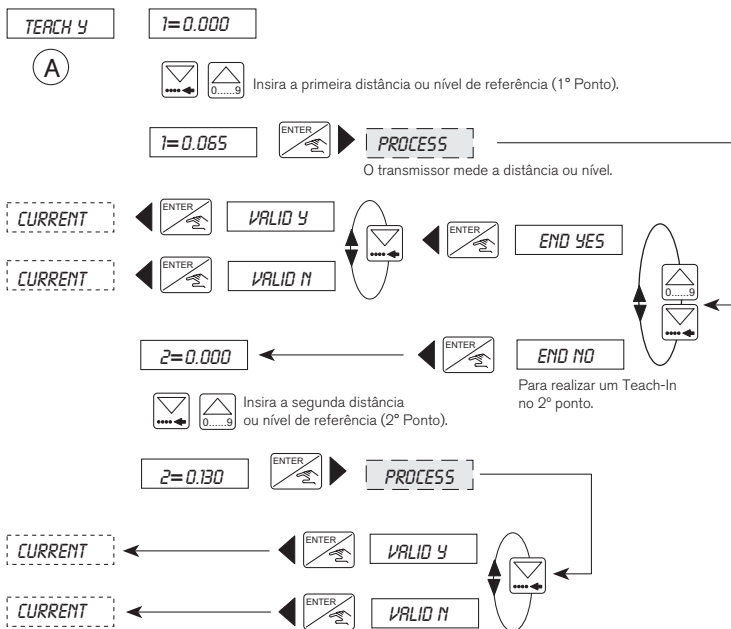 TEACH Y
1=0.000
A
0......9
Insira a primeira distância ou nível de referência (1° Ponto).
1=0.065
ENTER
PROCESS
O transmissor mede a distância ou nível.
CURRENT
ENTER
VALID Y
ENTER
END YES
CURRENT
ENTER
VALID N
0......9
2=0.000
ENTER
END NO
Para realizar um Teach-In
no 2º ponto.
0......9
Insira a segunda distância
ou nível de referência (2° Ponto).
2=0.130
ENTER
PROCESS
CURRENT
ENTER
VALID Y
CURRENT
ENTER
VALID N